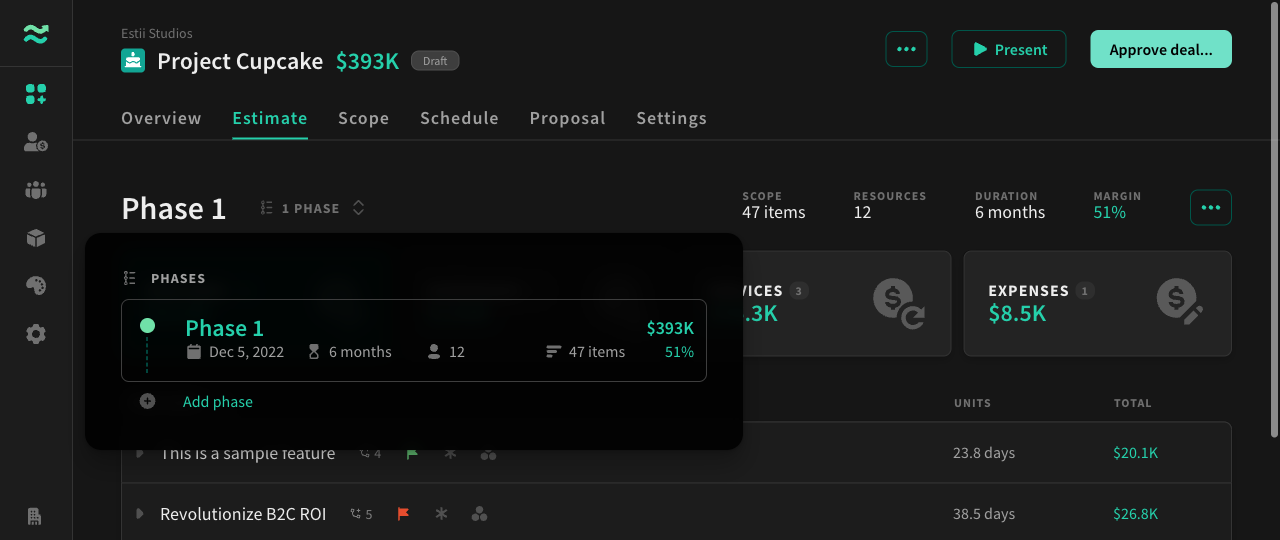 Estii Studios
Project Cupcake $393K Draft
Present
Approve deal...
Overview Estimate Scope Schedule Proposal Settings
Phase 1 1 PHASE
SCOPE RESOURCES DURATION MARGIN
47 items 12 6 months 51%
PHASES
Phase 1 $393K
Dec 5, 2022 6 months 12 47 items 51%
Add phase
VICES 3
.3K
EXPENSES 1
$8.5K
UNITS TOTAL
This is a sample feature 4 23.8 days $20.1K
Revolutionize B2C ROI 5 38.5 days $26.8K